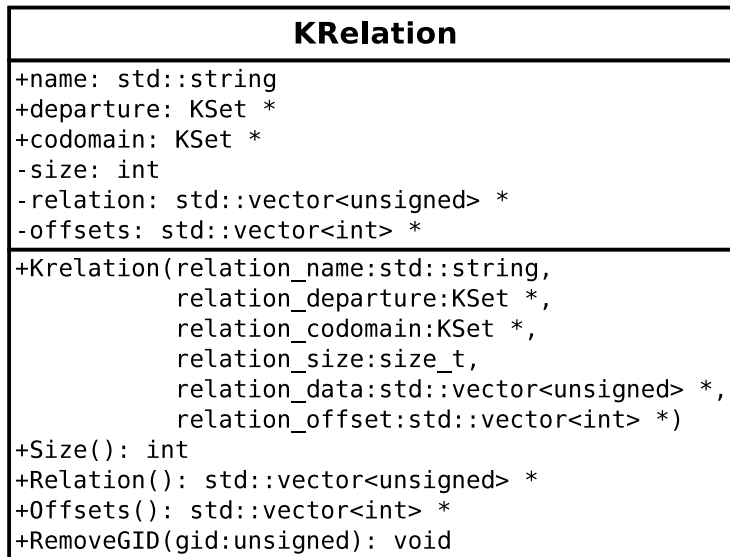 KRelation
+name: std::string
+departure: KSet *
+codomain: KSet *
-size: int
-relation: std::vector<unsigned> *
-offsets: std::vector<int> *
+Krelation(relation_name:std::string,
relation_departure:KSet *,
relation_codomain:KSet *,
relation_size:size_t,
relation_data:std::vector<unsigned> *,
relation_offset:std::vector<int> *)
+Size(): int
+Relation(): std::vector<unsigned> *
+Offsets(): std::vector<int> *
+RemoveGID(gid:unsigned): void